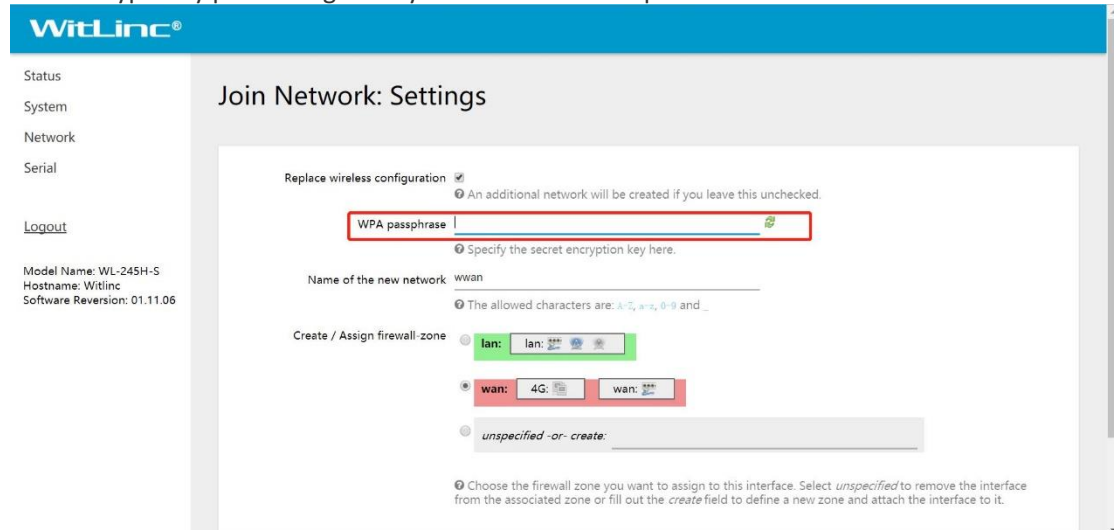 WitLinc®
Status
System
Network
Serial
Logout
Model Name: WL-245H-S
Hostname: Witlinc
Software Reversion: 01.11.06
Join Network: Settings
Replace wireless configuration
An additional network will be created if you leave this unchecked.
WPA passphrase
Specify the secret encryption key here.
Name of the new network wwan
The allowed characters are: A-Z, a-z, 0-9 and _
Create / Assign firewall-zone
lan: lan:
wan: 4G: wan:
unspecified -or- create:
Choose the firewall zone you want to assign to this interface. Select unspecified to remove the interface
from the associated zone or fill out the create field to define a new zone and attach the interface to it.